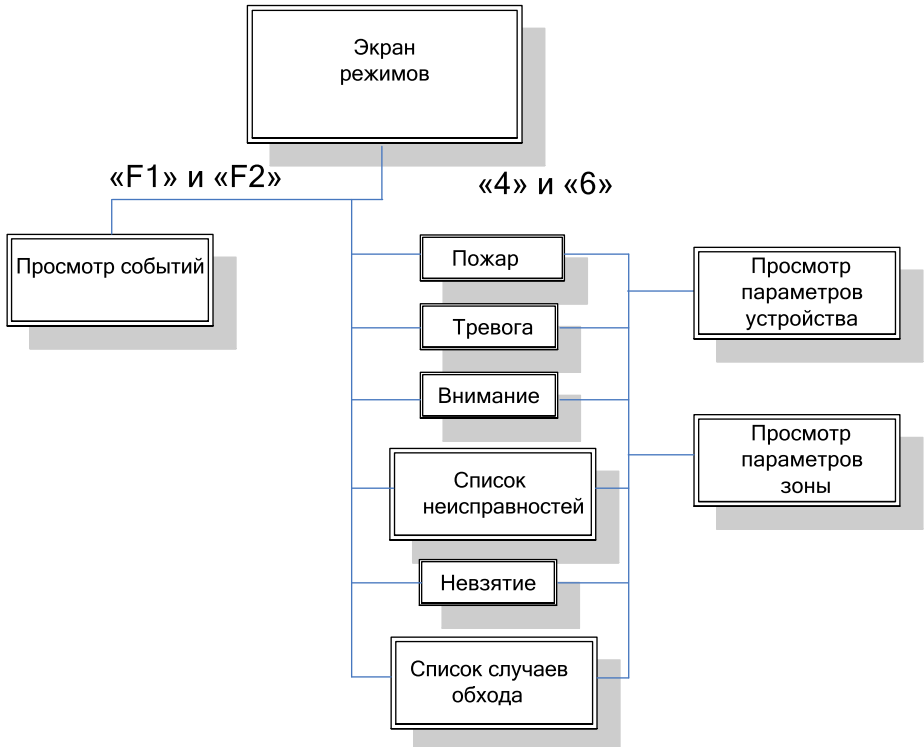 Экран
режимов
«F1» и «F2»
«4» и «6»
Просмотр событий
Пожар
Тревога
Внимание
Список
неисправностей
Невзятие
Список случаев
обхода
Просмотр
параметров
устройства
Просмотр
параметров
зоны